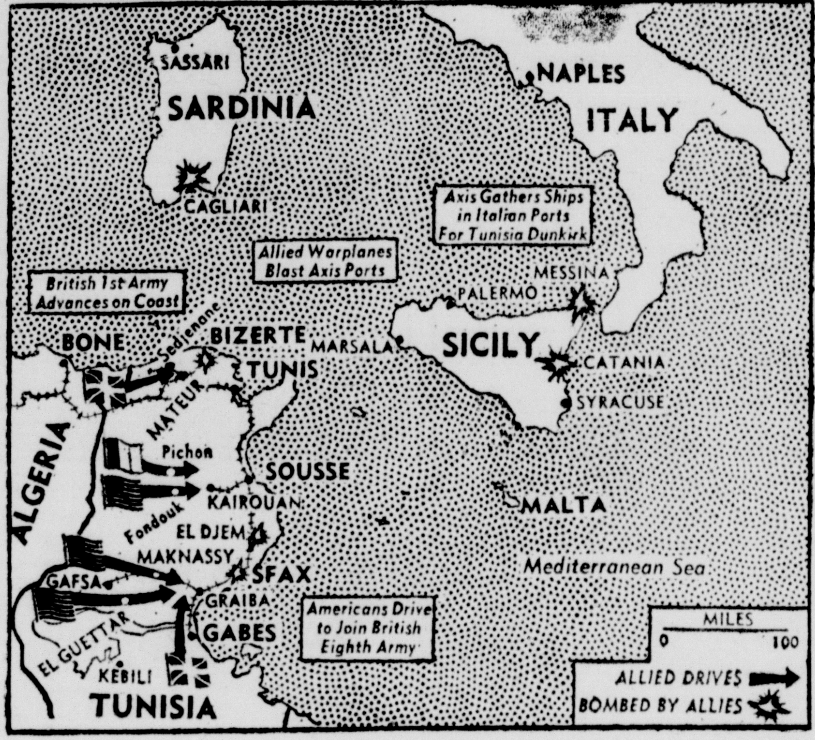 SASSARI
SARDINIA
CAGLIARI
NAPLES
ITALY
Axis Gathers Ships
in Italian Ports
For Tunisia Dunkirk
Allied Warplanes
Blast Axis Ports
British 1st Army
Advances on Coast
MESSINA
PALERMO
MARSALA
SICILY
CATANIA
SYRACUSE
BONE
Sedjenane
BIZERTE
TUNIS
MATEUR
ALGERIA
Pichon
SOUSSE
KAIROUAN
Fondouk
EL DJEM
MAKNASSY
SFAX
GAFSA
GRAIBA
EL GUETTAR
GABES
KEBILI
TUNISIA
MALTA
Mediterranean Sea
Americans Drive
to Join British
Eighth Army
MILES
0 100
ALLIED DRIVES
BOMBED BY ALLIES